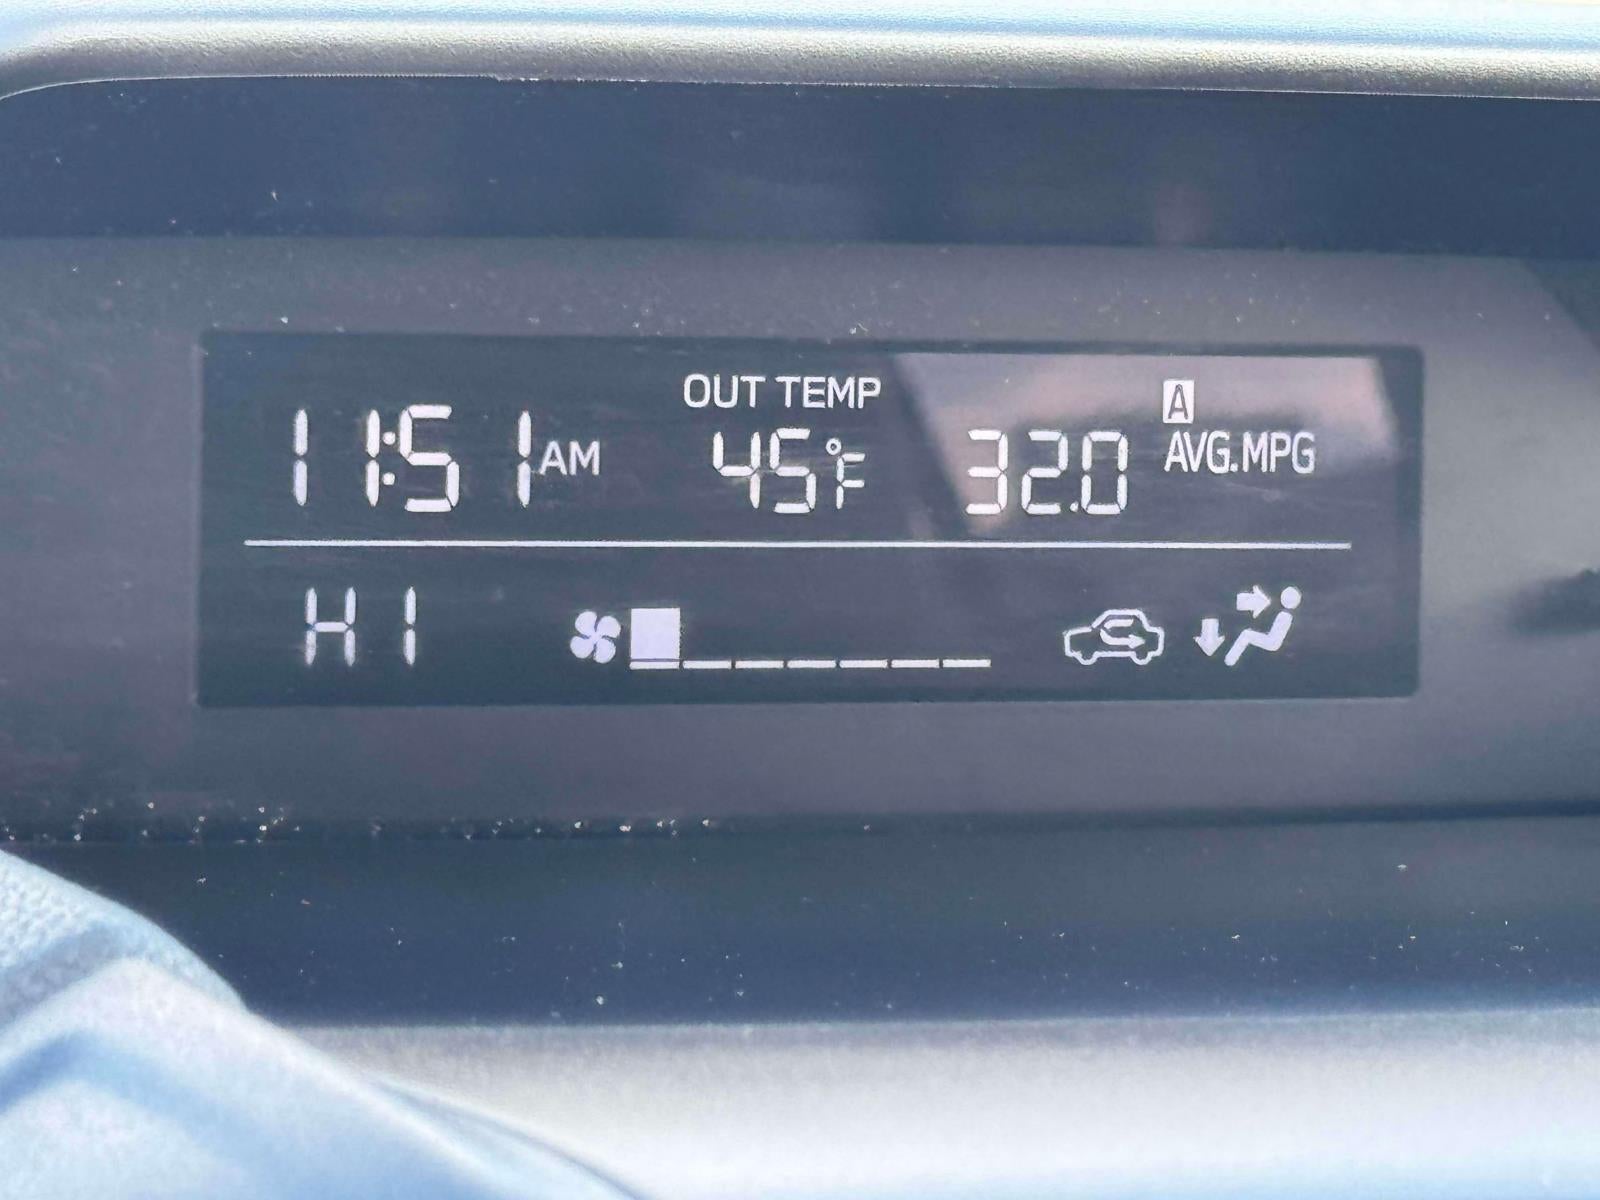 OUT TEMP A
11:51 AM 45°F 32.0 AVG.MPG
HI